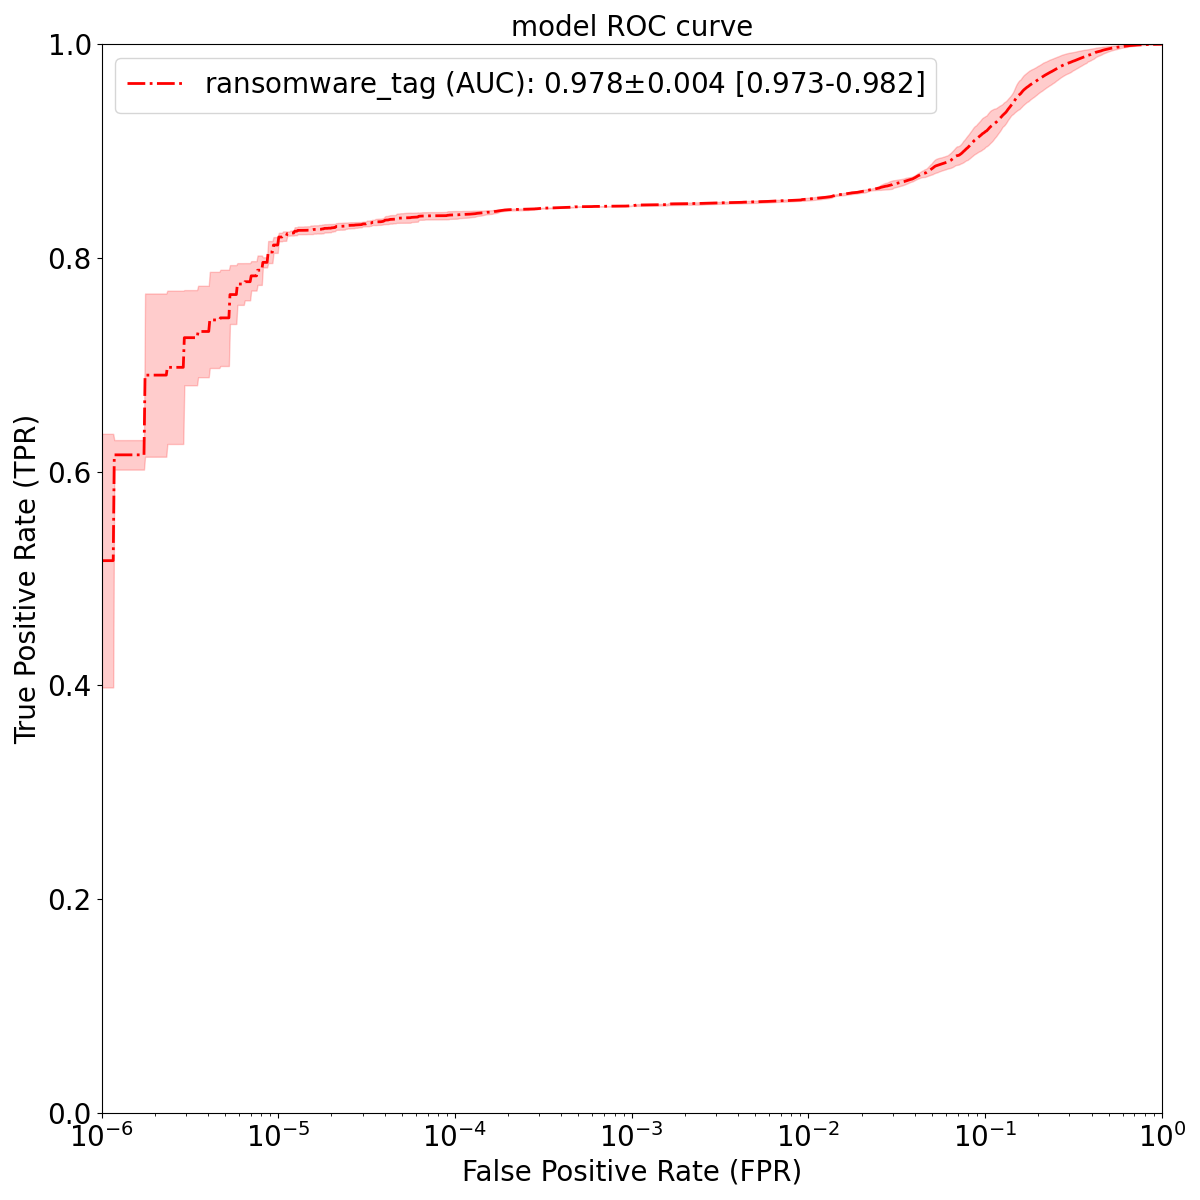 model ROC curve
ransomware_tag (AUC): 0.978±0.004 [0.973-0.982]
True Positive Rate (TPR)
1.0
0.8
0.6
0.4
0.2
0.0
10⁻⁶ 10⁻⁵ 10⁻⁴ 10⁻³ 10⁻² 10⁻¹ 10⁰
False Positive Rate (FPR)